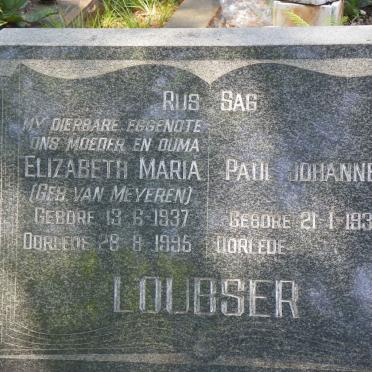 RUS SAG
MY DIERBARE EGGENOTE
ONS MOEDER EN OUMA
ELIZABETH MARIA PAUL JOHANNE
(GEB. VAN MEYEREN)
GEBORE 13-6-1937 GEBORE 21-1-193
OORLEDE 28-8-1995 OORLEDE
LOUBSER